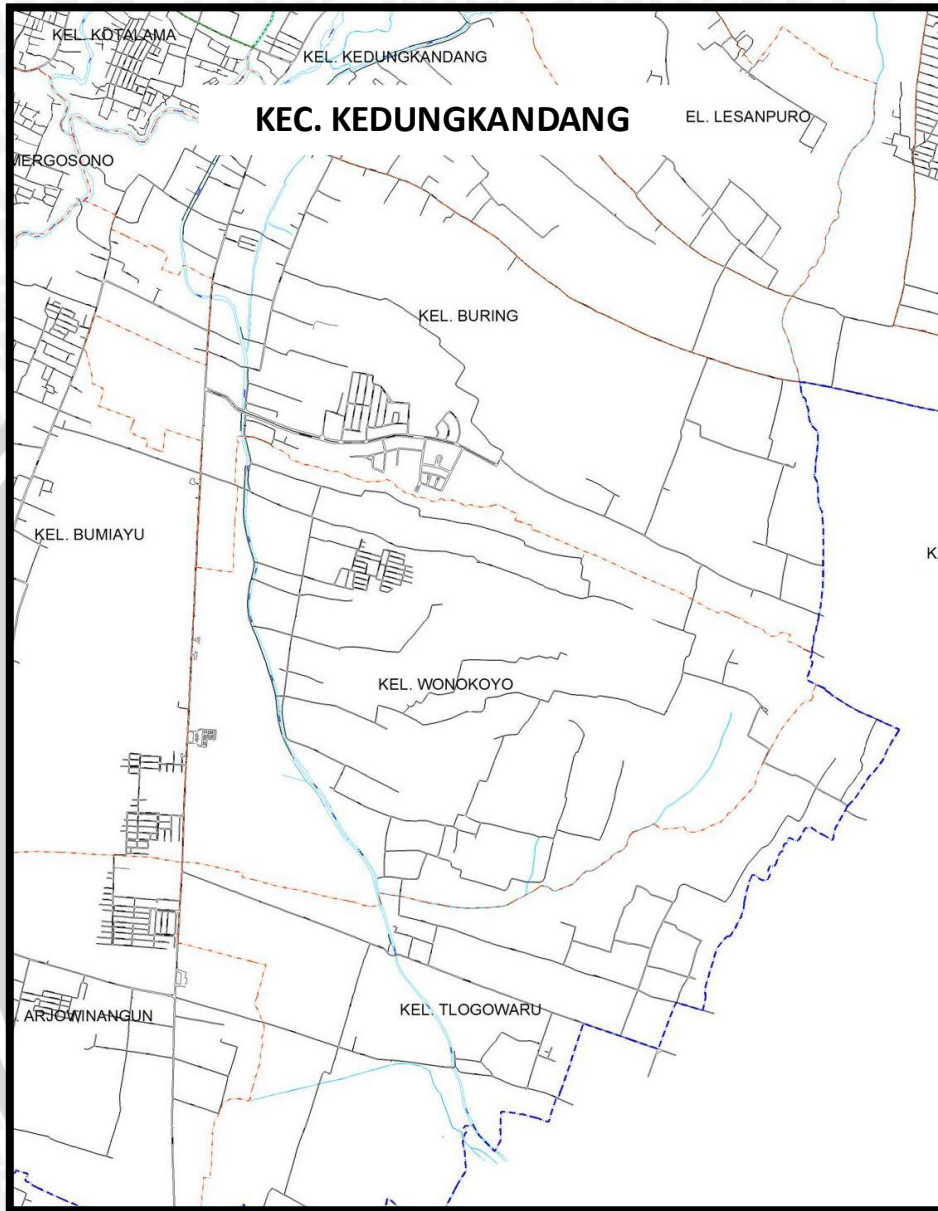 KEL. KOTALAMA
KEL. KEDUNGKANDANG
KEC. KEDUNGKANDANG
EL. LESANPURO
MERGOSONO
KEL. BURING
KEL. BUMIAYU
K
KEL. WONOKOYO
KEL. TLOGOWARU
. ARJOWINANGUN